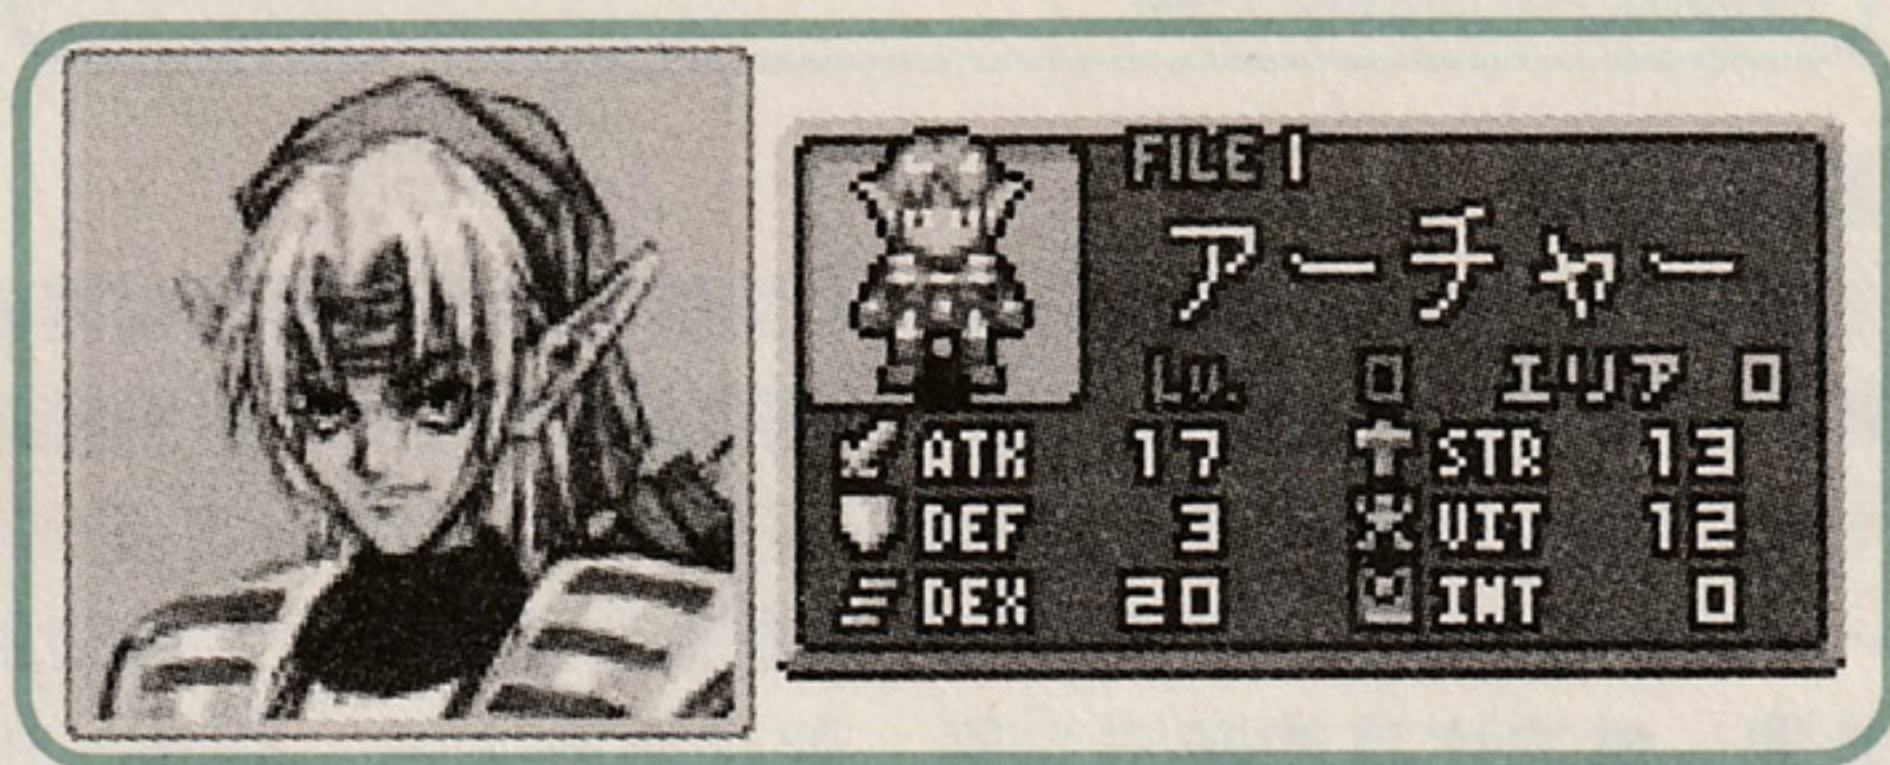 FILE 1
アーチャー
Lv. 0 エリア 0
ATK 17 STR 13
DEF 3 VIT 12
DEX 20 INT 0